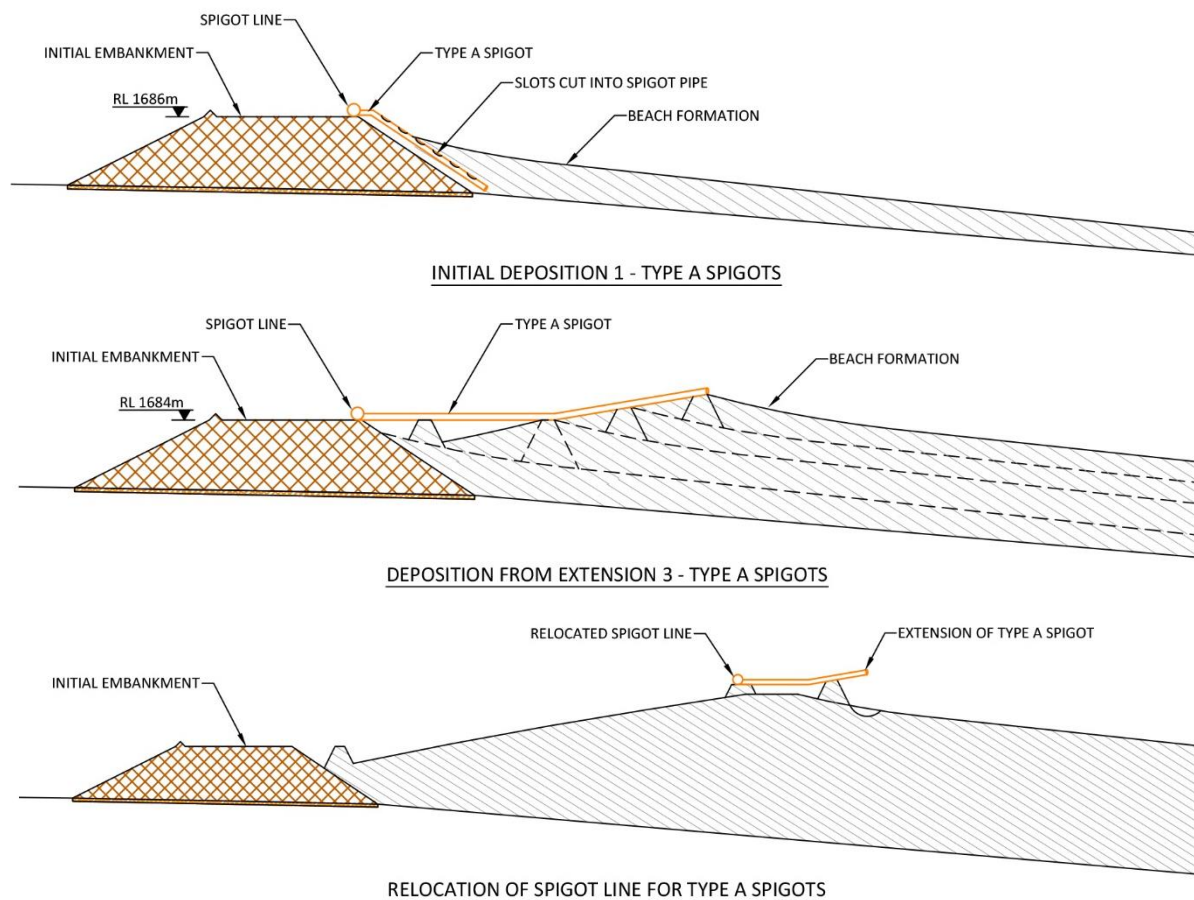 SPIGOT LINE
INITIAL EMBANKMENT
TYPE A SPIGOT
SLOTS CUT INTO SPIGOT PIPE
RL 1686m
BEACH FORMATION
INITIAL DEPOSITION 1 - TYPE A SPIGOTS
SPIGOT LINE
TYPE A SPIGOT
INITIAL EMBANKMENT
BEACH FORMATION
RL 1684m
DEPOSITION FROM EXTENSION 3 - TYPE A SPIGOTS
RELOCATED SPIGOT LINE
EXTENSION OF TYPE A SPIGOT
INITIAL EMBANKMENT
RELOCATION OF SPIGOT LINE FOR TYPE A SPIGOTS